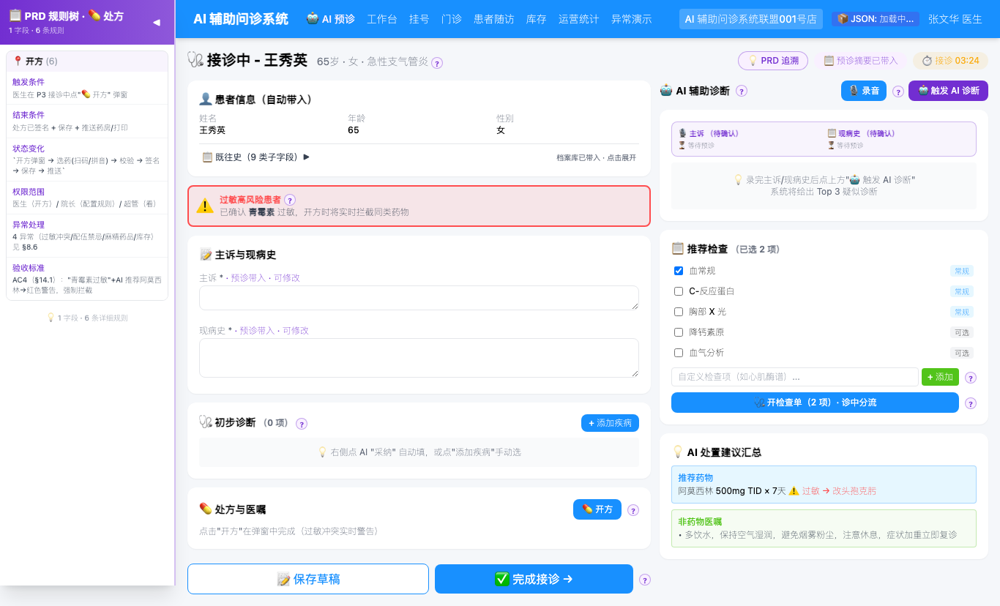 📋 PRD 规则树 · 💊 处方
1 字段 · 6 条规则
◀
📍 开方 (6)
触发条件
医生在 P3 接诊中点"💊 开方" 弹窗
结束条件
处方已签名 + 保存 + 推送药房/打印
状态变化
`开方弹窗 → 选药(扫码/拼音) → 校验 → 签名
→ 保存 → 推送`
权限范围
医生（开方）/ 院长（配置规则）/ 超管（看）
异常处理
4 异常（过敏冲突/配伍禁忌/麻精药品/库存）
见 §8.6
验收标准
AC4（§14.1）："青霉素过敏"+AI 推荐阿莫西
林→红色警告，强制拦截
💡 1 字段 · 6 条详细规则
AI 辅助问诊系统
🤖 AI 预诊 工作台 挂号 门诊 患者随访 库存 运营统计 异常演示
AI 辅助问诊系统联盟001号店
📦 JSON: 加载中...
张文华 医生
🩺 接诊中 - 王秀英 65岁 · 女 · 急性支气管炎 ?
💡 PRD 追溯
📋 预诊摘要已带入
⏱ 接诊 03:24
👤 患者信息（自动带入）
姓名 年龄 性别
王秀英 65 女
📋 既往史（9 类子字段）▶
档案库已带入 · 点击展开
⚠️ 过敏高风险患者 ?
已确认 青霉素 过敏，开方时将实时拦截同类药物
📝 主诉与现病史
主诉 * · 预诊带入 · 可修改
现病史 * · 预诊带入 · 可修改
🩺 初步诊断 （0 项） ?
+ 添加疾病
💡 右侧点 AI "采纳" 自动填，或点"添加疾病"手动选
💊 处方与医嘱
💊 开方 ?
点击"开方"在弹窗中完成（过敏冲突实时警告）
📝 保存草稿
✅ 完成接诊 →
?
🤖 AI 辅助诊断 ?
🎙 录音 ?
🤖 触发 AI 诊断
🎙 主诉 （待确认）
⏳ 等待预诊
📋 现病史 （待确认）
⏳ 等待预诊
💡 录完主诉/现病史后点上方"🤖 触发 AI 诊断"
系统将给出 Top 3 疑似诊断
📋 推荐检查 （已选 2 项）
血常规 常规
C-反应蛋白 常规
胸部 X 光 常规
降钙素原 可选
血气分析 可选
自定义检查项（如心肌酶谱）...
+ 添加 ?
🩺 开检查单（2 项）· 诊中分流 ?
💡 AI 处置建议汇总
推荐药物
阿莫西林 500mg TID × 7天 ⚠️ 过敏 → 改头孢克肟
非药物医嘱
• 多饮水，保持空气湿润，避免烟雾粉尘，注意休息，症状加重立即复诊